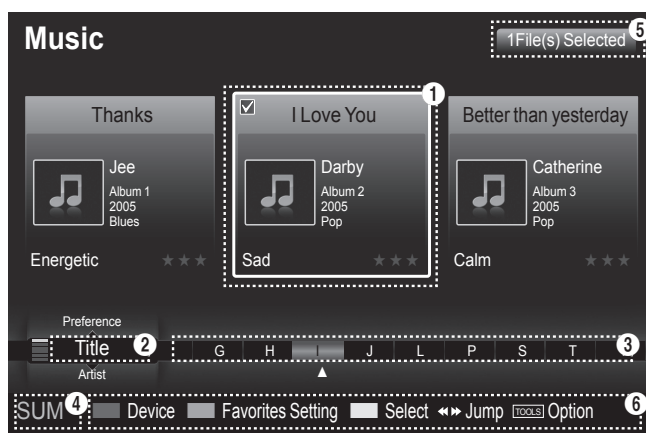 Music
1File(s) Selected
5
1
Thanks
I Love You
Better than yesterday
Jee
Album 1
2005
Blues
Darby
Album 2
2005
Pop
Catherine
Album 3
2005
Pop
Energetic
Sad
Calm
Preference
Title
2
G H I J L P S T
3
Artist
SUM
4
Device Favorites Setting Select Jump TOOLS Option
6